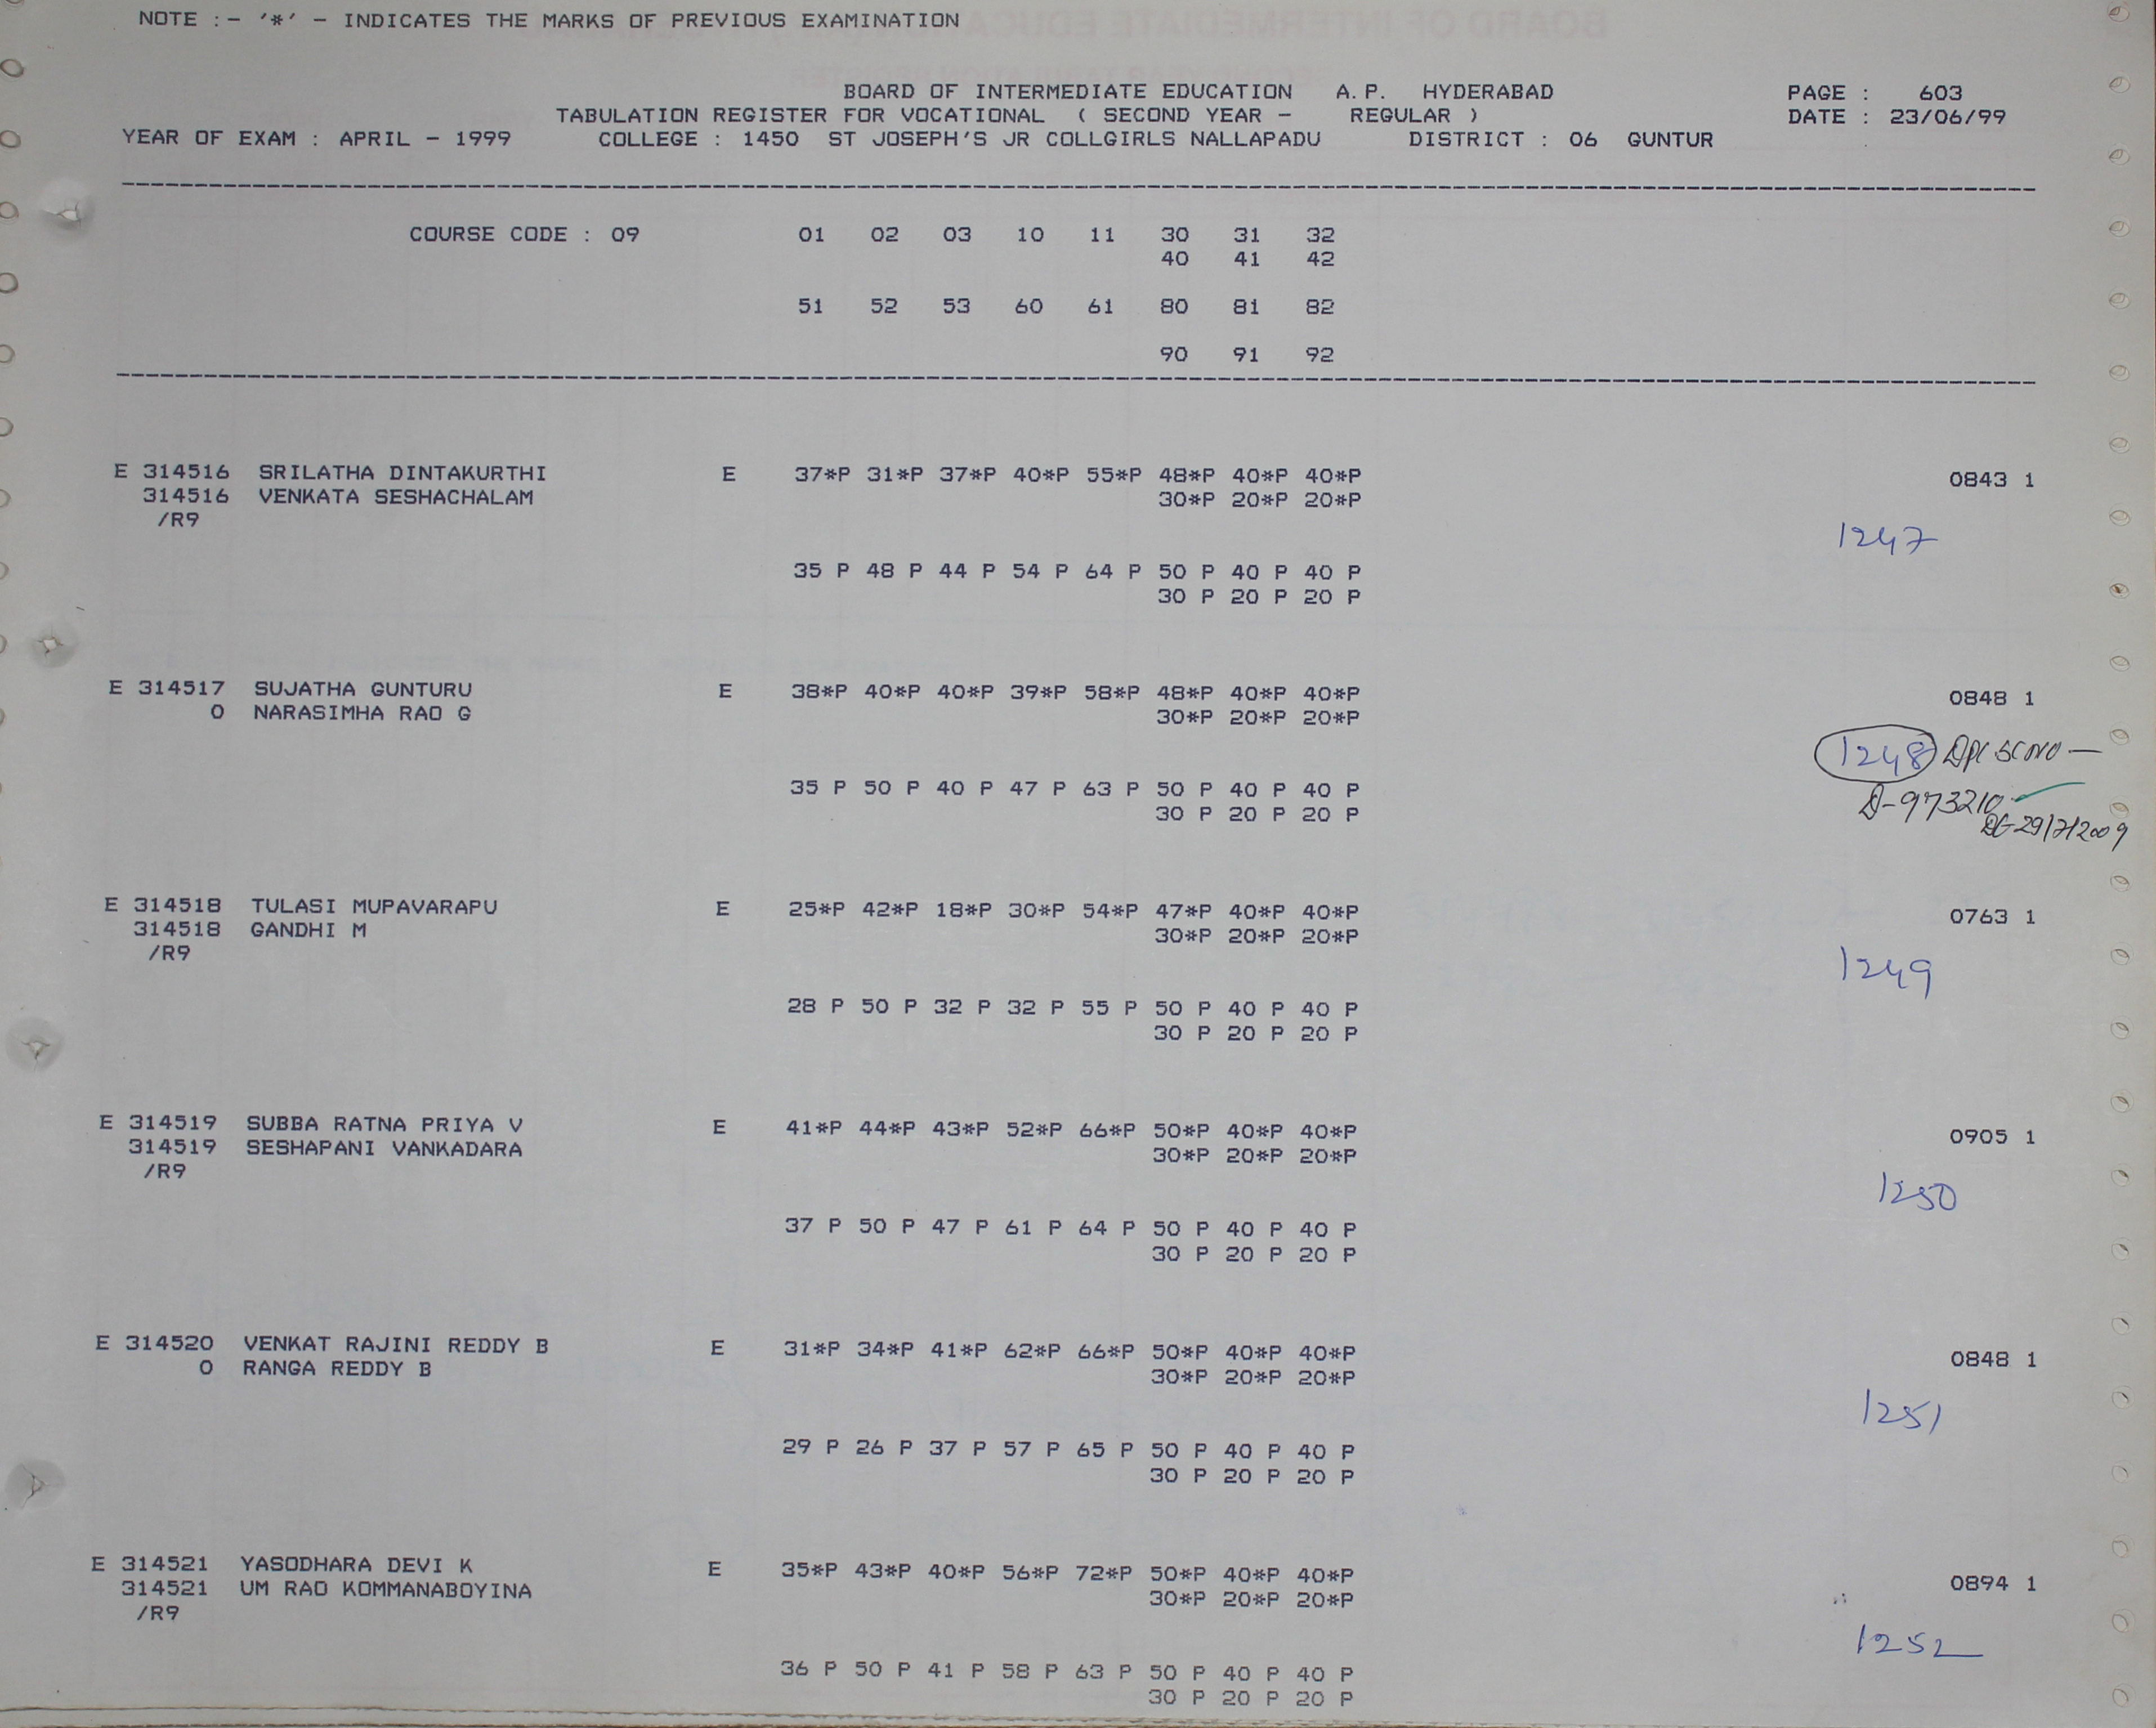 NOTE :- '*' - INDICATES THE MARKS OF PREVIOUS EXAMINATION
BOARD OF INTERMEDIATE EDUCATION A.P. HYDERABAD PAGE : 603
TABULATION REGISTER FOR VOCATIONAL ( SECOND YEAR - REGULAR ) DATE : 23/06/99
YEAR OF EXAM : APRIL - 1999 COLLEGE : 1450 ST JOSEPH'S JR COLLGIRLS NALLAPADU DISTRICT : 06 GUNTUR
COURSE CODE : 09 01 02 03 10 11 30 31 32
40 41 42
51 52 53 60 61 80 81 82
90 91 92
E 314516 SRILATHA DINTAKURTHI E 37*P 31*P 37*P 40*P 55*P 48*P 40*P 40*P 0843 1
314516 VENKATA SESHACHALAM 30*P 20*P 20*P
/R9
1247
35 P 48 P 44 P 54 P 64 P 50 P 40 P 40 P
30 P 20 P 20 P
E 314517 SUJATHA GUNTURU E 38*P 40*P 40*P 39*P 58*P 48*P 40*P 40*P 0848 1
0 NARASIMHA RAO G 30*P 20*P 20*P
1248
35 P 50 P 40 P 47 P 63 P 50 P 40 P 40 P
D-973210
30 P 20 P 20 P
29/7/2009
E 314518 TULASI MUPAVARAPU E 25*P 42*P 18*P 30*P 54*P 47*P 40*P 40*P 0763 1
314518 GANDHI M 30*P 20*P 20*P
/R9
1249
28 P 50 P 32 P 32 P 55 P 50 P 40 P 40 P
30 P 20 P 20 P
E 314519 SUBBA RATNA PRIYA V E 41*P 44*P 43*P 52*P 66*P 50*P 40*P 40*P 0905 1
314519 SESHAPANI VANKADARA 30*P 20*P 20*P
/R9
1250
37 P 50 P 47 P 61 P 64 P 50 P 40 P 40 P
30 P 20 P 20 P
E 314520 VENKAT RAJINI REDDY B E 31*P 34*P 41*P 62*P 66*P 50*P 40*P 40*P 0848 1
0 RANGA REDDY B 30*P 20*P 20*P
1251
29 P 26 P 37 P 57 P 65 P 50 P 40 P 40 P
30 P 20 P 20 P
E 314521 YASODHARA DEVI K E 35*P 43*P 40*P 56*P 72*P 50*P 40*P 40*P 0894 1
314521 UM RAO KOMMANABOYINA 30*P 20*P 20*P
/R9
1252
36 P 50 P 41 P 58 P 63 P 50 P 40 P 40 P
30 P 20 P 20 P